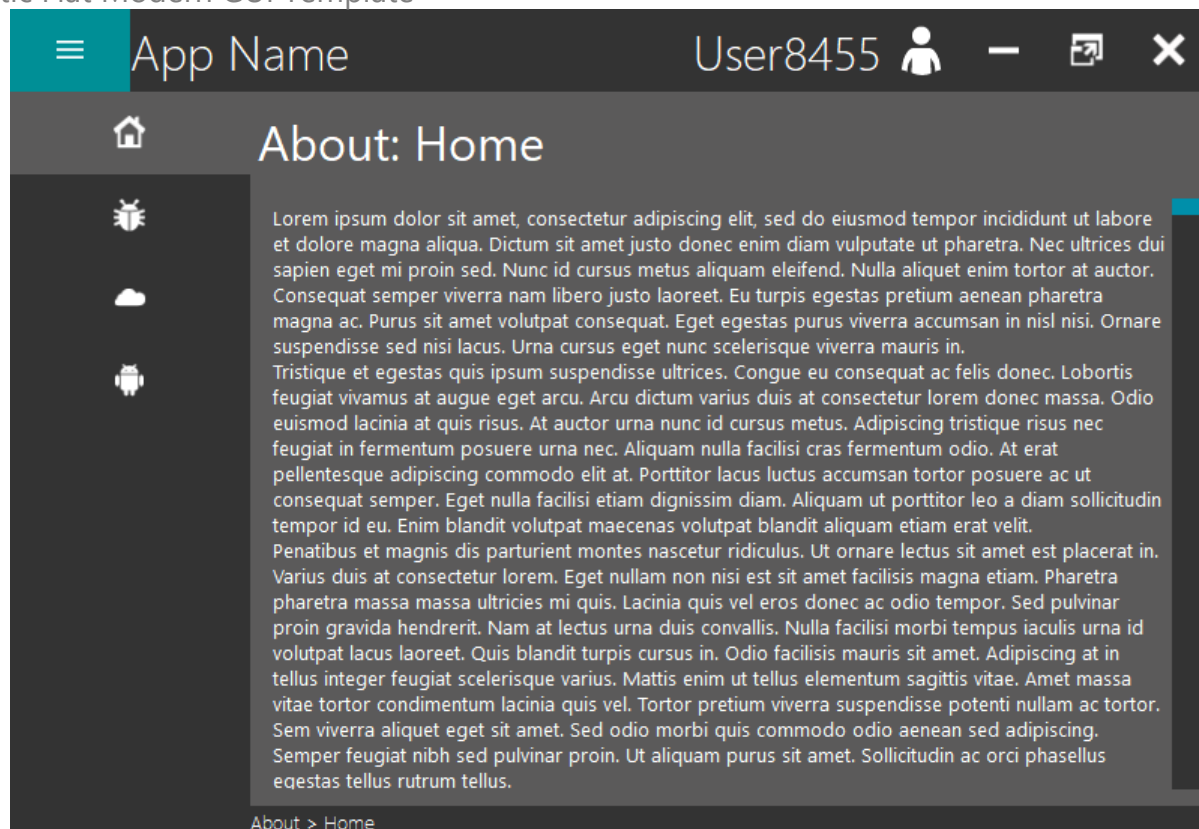 Flat Modern GUI Template
App Name
User8455
About: Home
Lorem ipsum dolor sit amet, consectetur adipiscing elit, sed do eiusmod tempor incididunt ut labore
et dolore magna aliqua. Dictum sit amet justo donec enim diam vulputate ut pharetra. Nec ultrices dui
sapien eget mi proin sed. Nunc id cursus metus aliquam eleifend. Nulla aliquet enim tortor at auctor.
Consequat semper viverra nam libero justo laoreet. Eu turpis egestas pretium aenean pharetra
magna ac. Purus sit amet volutpat consequat. Eget egestas purus viverra accumsan in nisl nisi. Ornare
suspendisse sed nisi lacus. Urna cursus eget nunc scelerisque viverra mauris in.
Tristique et egestas quis ipsum suspendisse ultrices. Congue eu consequat ac felis donec. Lobortis
feugiat vivamus at augue eget arcu. Arcu dictum varius duis at consectetur lorem donec massa. Odio
euismod lacinia at quis risus. At auctor urna nunc id cursus metus. Adipiscing tristique risus nec
feugiat in fermentum posuere urna nec. Aliquam nulla facilisi cras fermentum odio. At erat
pellentesque adipiscing commodo elit at. Porttitor lacus luctus accumsan tortor posuere ac ut
consequat semper. Eget nulla facilisi etiam dignissim diam. Aliquam ut porttitor leo a diam sollicitudin
tempor id eu. Enim blandit volutpat maecenas volutpat blandit aliquam etiam erat velit.
Penatibus et magnis dis parturient montes nascetur ridiculus. Ut ornare lectus sit amet est placerat in.
Varius duis at consectetur lorem. Eget nullam non nisi est sit amet facilisis magna etiam. Pharetra
pharetra massa massa ultricies mi quis. Lacinia quis vel eros donec ac odio tempor. Sed pulvinar
proin gravida hendrerit. Nam at lectus urna duis convallis. Nulla facilisi morbi tempus iaculis urna id
volutpat lacus laoreet. Quis blandit turpis cursus in. Odio facilisis mauris sit amet. Adipiscing at in
tellus integer feugiat scelerisque varius. Mattis enim ut tellus elementum sagittis vitae. Amet massa
vitae tortor condimentum lacinia quis vel. Tortor pretium viverra suspendisse potenti nullam ac tortor.
Sem viverra aliquet eget sit amet. Sed odio morbi quis commodo odio aenean sed adipiscing.
Semper feugiat nibh sed pulvinar proin. Ut aliquam purus sit amet. Sollicitudin ac orci phasellus
egestas tellus rutrum tellus.
About > Home